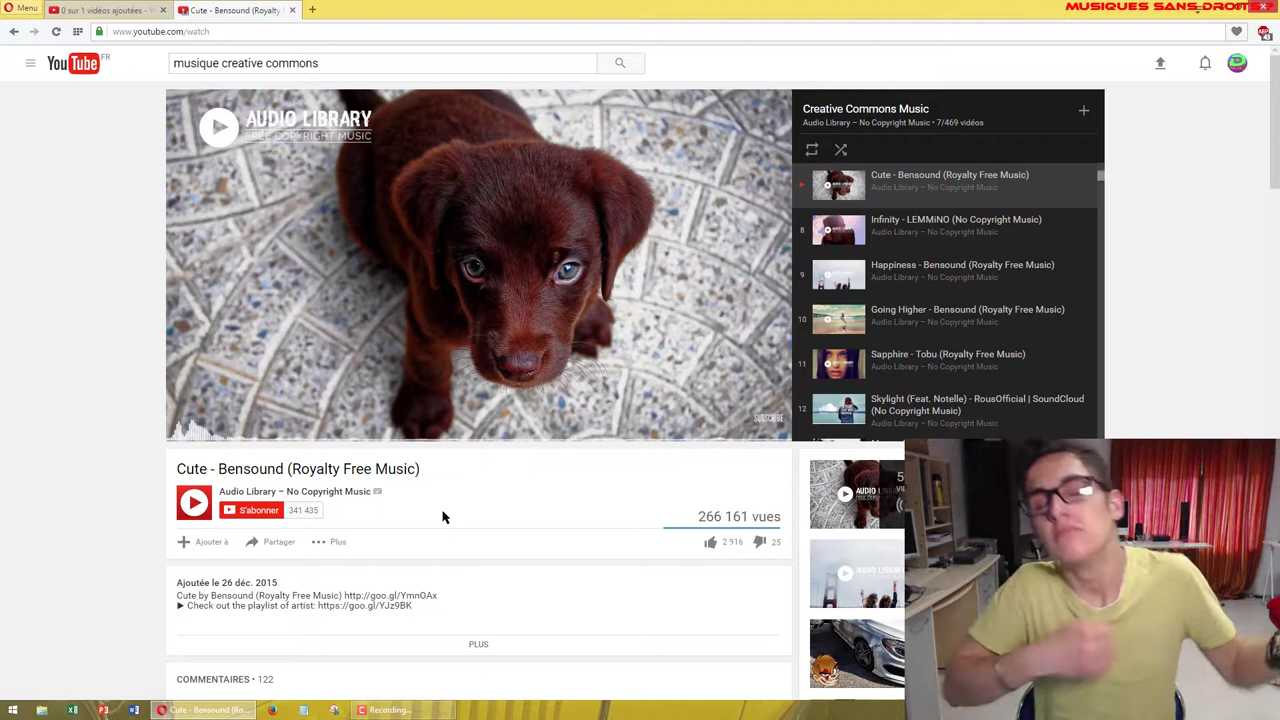 Menu
0 sur 1 vidéos ajoutées -
Cute - Bensound (Royalty
MUSIQUES SANS DROITS?
www.youtube.com/watch
YouTube FR
musique creative commons
AUDIO LIBRARY
FREE COPYRIGHT MUSIC
SUBSCRIBE
Creative Commons Music
Audio Library – No Copyright Music • 7/469 vidéos
Cute - Bensound (Royalty Free Music)
Audio Library – No Copyright Music
8
Infinity - LEMMiNO (No Copyright Music)
Audio Library – No Copyright Music
9
Happiness - Bensound (Royalty Free Music)
Audio Library – No Copyright Music
10
Going Higher - Bensound (Royalty Free Music)
Audio Library – No Copyright Music
11
Sapphire - Tobu (Royalty Free Music)
Audio Library – No Copyright Music
12
Skylight (Feat. Notelle) - RousOfficial | SoundCloud
(No Copyright Music)
Audio Library – No Copyright Music
Cute - Bensound (Royalty Free Music)
Audio Library – No Copyright Music
S'abonner 341 435
266 161 vues
Ajouter à Partager Plus
2 916 25
Ajoutée le 26 déc. 2015
Cute by Bensound (Royalty Free Music) http://goo.gl/YmnOAx
▶ Check out the playlist of artist: https://goo.gl/YJz9BK
PLUS
COMMENTAIRES • 122
Cute - Bensound (Ro...
Recording...